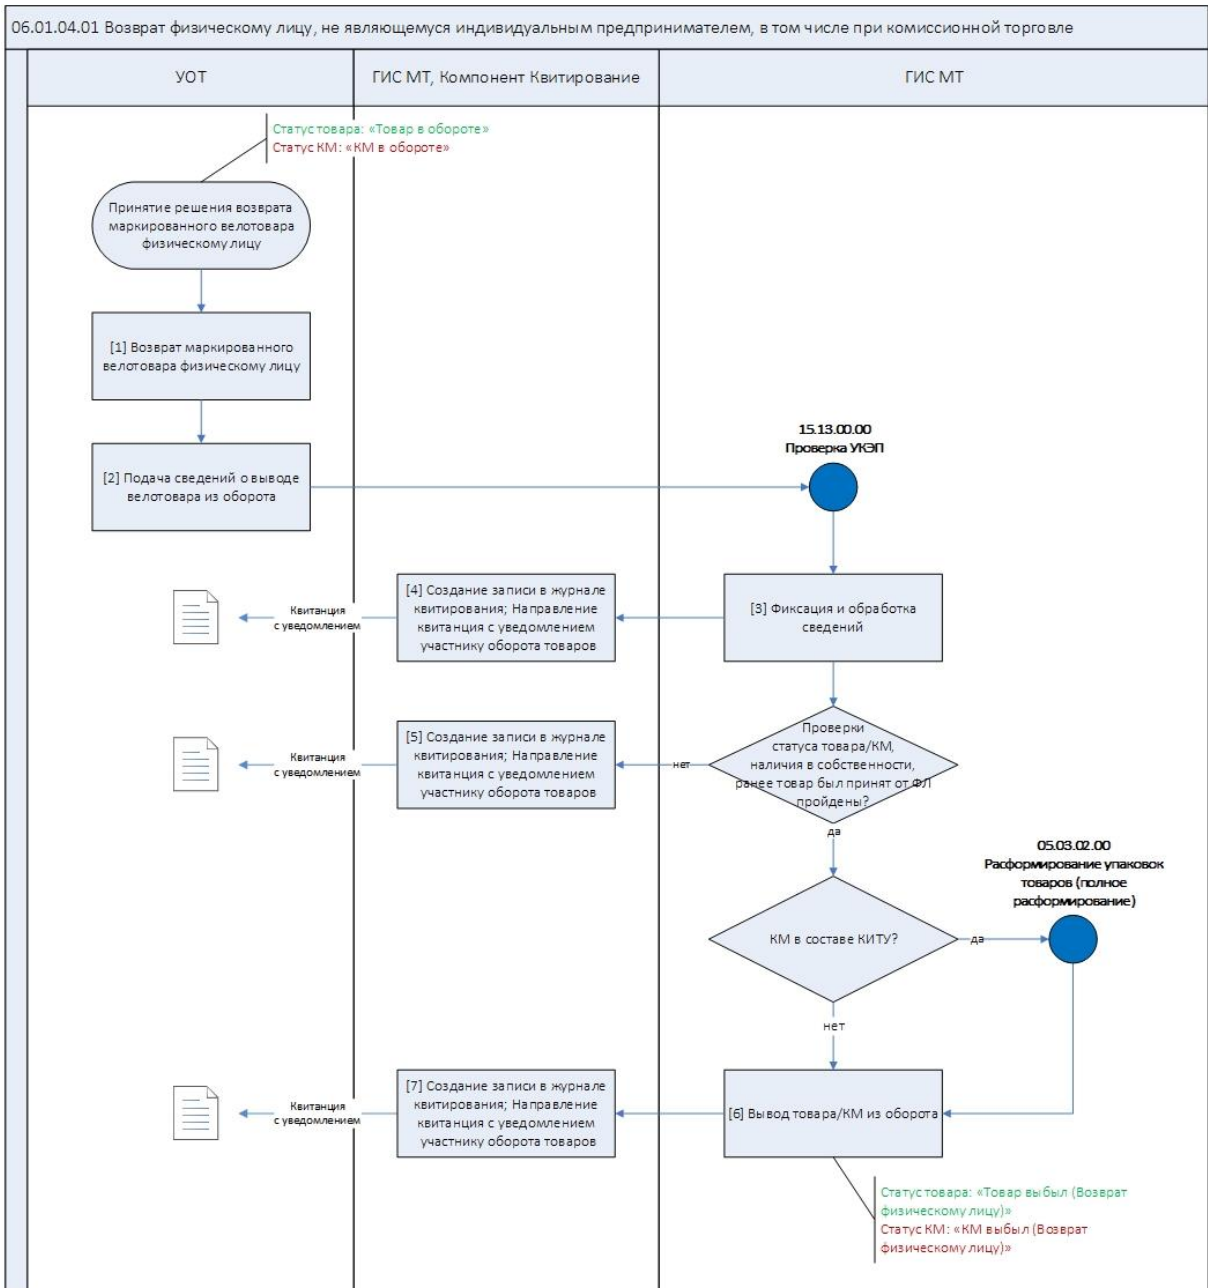 06.01.04.01 Возврат физическому лицу, не являющемуся индивидуальным предпринимателем, в том числе при комиссионной торговле
УОТ
ГИС МТ, Компонент Квитирование
ГИС МТ
Статус товара: «Товар в обороте»
Статус КМ: «КМ в обороте»
Принятие решения возврата
маркированного велотовара
физическому лицу
[1] Возврат маркированного
велотовара физическому лицу
[2] Подача сведений о выводе
велотовара из оборота
15.13.00.00
Проверка УКЭП
[3] Фиксация и обработка
сведений
[4] Создание записи в журнале
квитирования; Направление
квитанция с уведомлением
участнику оборота товаров
Квитанция
с уведомлением
Проверки
статуса товара/КМ,
наличия в собственности,
ранее товар был принят от ФЛ
пройдены?
нет
[5] Создание записи в журнале
квитирования; Направление
квитанция с уведомлением
участнику оборота товаров
Квитанция
с уведомлением
да
05.03.02.00
Расформирование упаковок
товаров (полное
расформирование)
КМ в составе КИТУ?
да
нет
[6] Вывод товара/КМ из оборота
[7] Создание записи в журнале
квитирования; Направление
квитанция с уведомлением
участнику оборота товаров
Квитанция
с уведомлением
Статус товара: «Товар выбыл (Возврат
физическому лицу)»
Статус КМ: «КМ выбыл (Возврат
физическому лицу)»